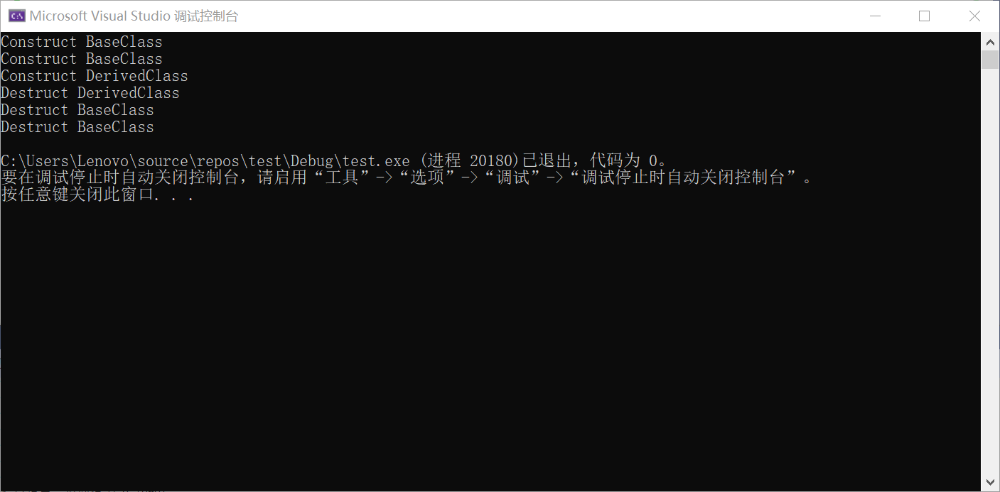 Microsoft Visual Studio 调试控制台
Construct BaseClass
Construct BaseClass
Construct DerivedClass
Destruct DerivedClass
Destruct BaseClass
Destruct BaseClass
C:\Users\Lenovo\source\repos\test\Debug\test.exe (进程 20180)已退出，代码为 0。
要在调试停止时自动关闭控制台，请启用“工具”->“选项”->“调试”->“调试停止时自动关闭控制台”。
按任意键关闭此窗口. . .